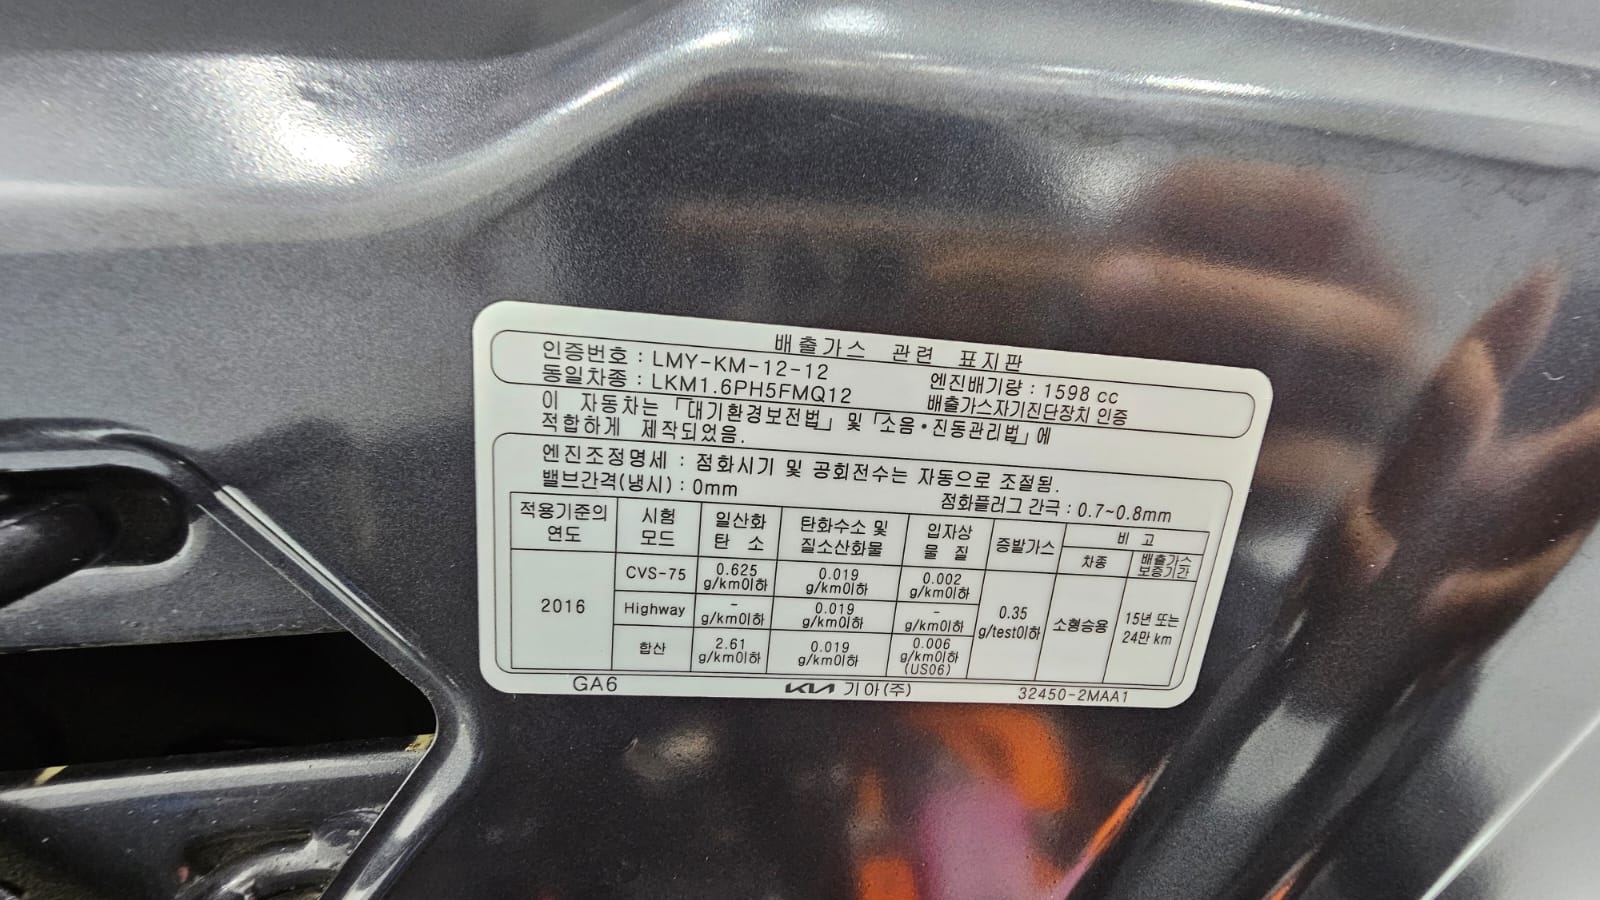 배출가스 관련 표지판
인증번호 : LMY-KM-12-12
엔진배기량 : 1598 cc
동일차종 : LKM1.6PH5FMQ12
배출가스자기진단장치 인증
이 자동차는 「대기환경보전법」 및 「소음·진동관리법」에
적합하게 제작되었음.
엔진조정명세 : 점화시기 및 공회전수는 자동으로 조절됨.
밸브간격(냉시) : 0mm
점화플러그 간극 : 0.7~0.8mm
적용기준의 연도 시험 모드 일산화 탄 소 탄화수소 및 질소산화물 입자상 물 질 증발가스 비 고
차종 배출가스 보증기간
2016 CVS-75 0.625 g/km이하 0.019 g/km이하 0.002 g/km이하 0.35 g/test이하 소형승용 15년 또는 24만 km
Highway - g/km이하 0.019 g/km이하 - g/km이하
합산 2.61 g/km이하 0.019 g/km이하 0.006 g/km이하 (US06)
GA6 KIA 기아(주) 32450-2MAA1